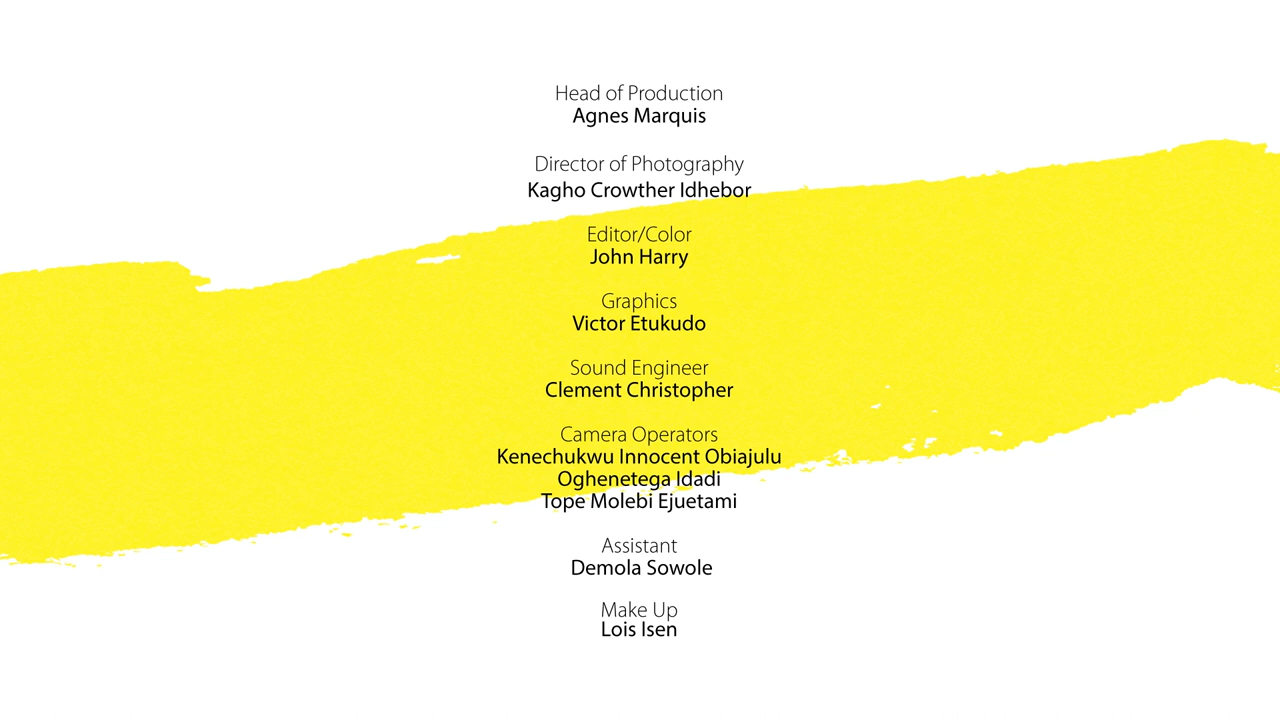 Head of Production
Agnes Marquis
Director of Photography
Kagho Crowther Idhebor
Editor/Color
John Harry
Graphics
Victor Etukudo
Sound Engineer
Clement Christopher
Camera Operators
Kenechukwu Innocent Obiajulu
Oghenetega Idadi
Tope Molebi Ejuetami
Assistant
Demola Sowole
Make Up
Lois Isen